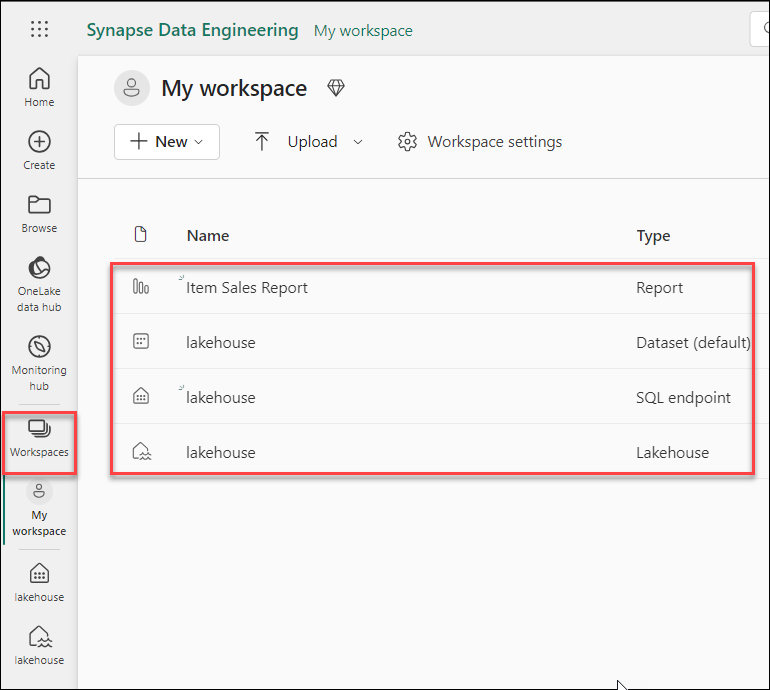 Synapse Data Engineering My workspace
Home
Create
Browse
OneLake
data hub
Monitoring
hub
Workspaces
My
workspace
lakehouse
lakehouse
My workspace
New Upload Workspace settings
Name Type
Item Sales Report Report
lakehouse Dataset (default)
lakehouse SQL endpoint
lakehouse Lakehouse